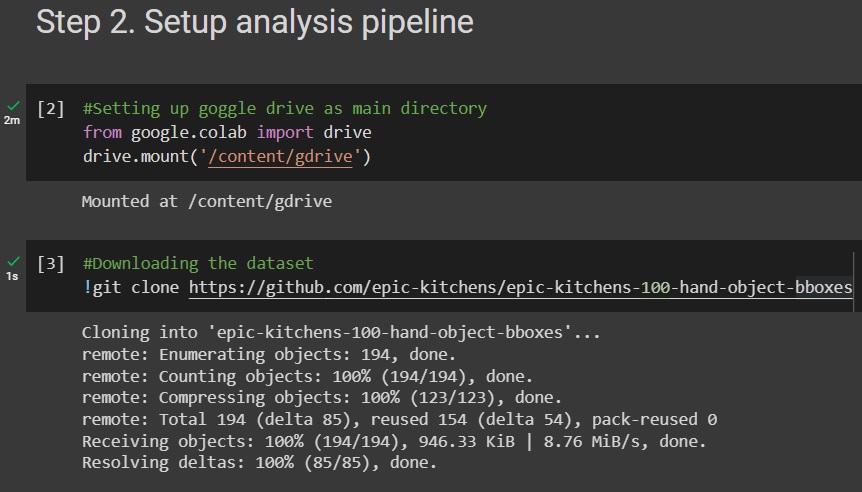 Step 2. Setup analysis pipeline
2m
[2] #Setting up goggle drive as main directory
from google.colab import drive
drive.mount('/content/gdrive')
Mounted at /content/gdrive
1s
[3] #Downloading the dataset
!git clone https://github.com/epic-kitchens/epic-kitchens-100-hand-object-bboxes
Cloning into 'epic-kitchens-100-hand-object-bboxes'...
remote: Enumerating objects: 194, done.
remote: Counting objects: 100% (194/194), done.
remote: Compressing objects: 100% (123/123), done.
remote: Total 194 (delta 85), reused 154 (delta 54), pack-reused 0
Receiving objects: 100% (194/194), 946.33 KiB | 8.76 MiB/s, done.
Resolving deltas: 100% (85/85), done.